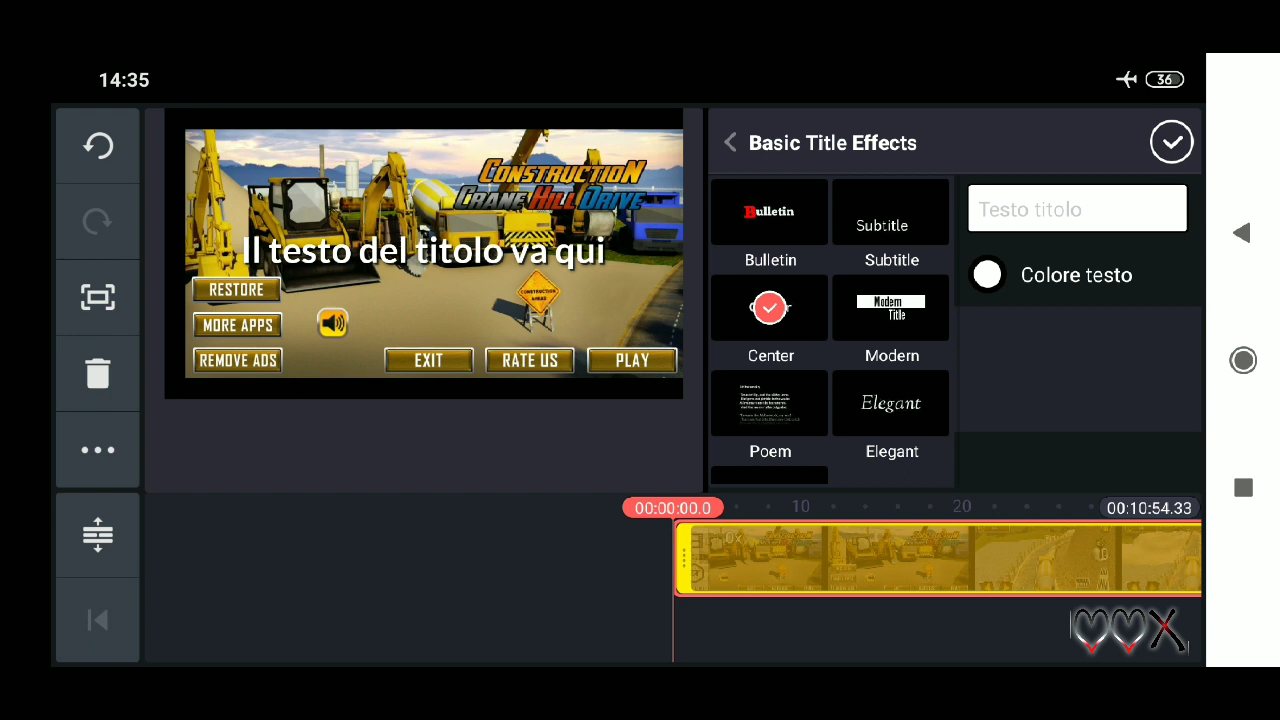 14:35
36
Basic Title Effects
CONSTRUCTION
CRANE HILL DRIVE
Il testo del titolo va qui
RESTORE
MORE APPS
REMOVE ADS
EXIT
RATE US
PLAY
CONSTRUCTION
AHEAD
Bulletin
Subtitle
Bulletin
Subtitle
Modern
Title
Center
Modern
Elegant
Poem
Elegant
Testo titolo
Colore testo
00:00:00.0
10
20
00:10:54.33